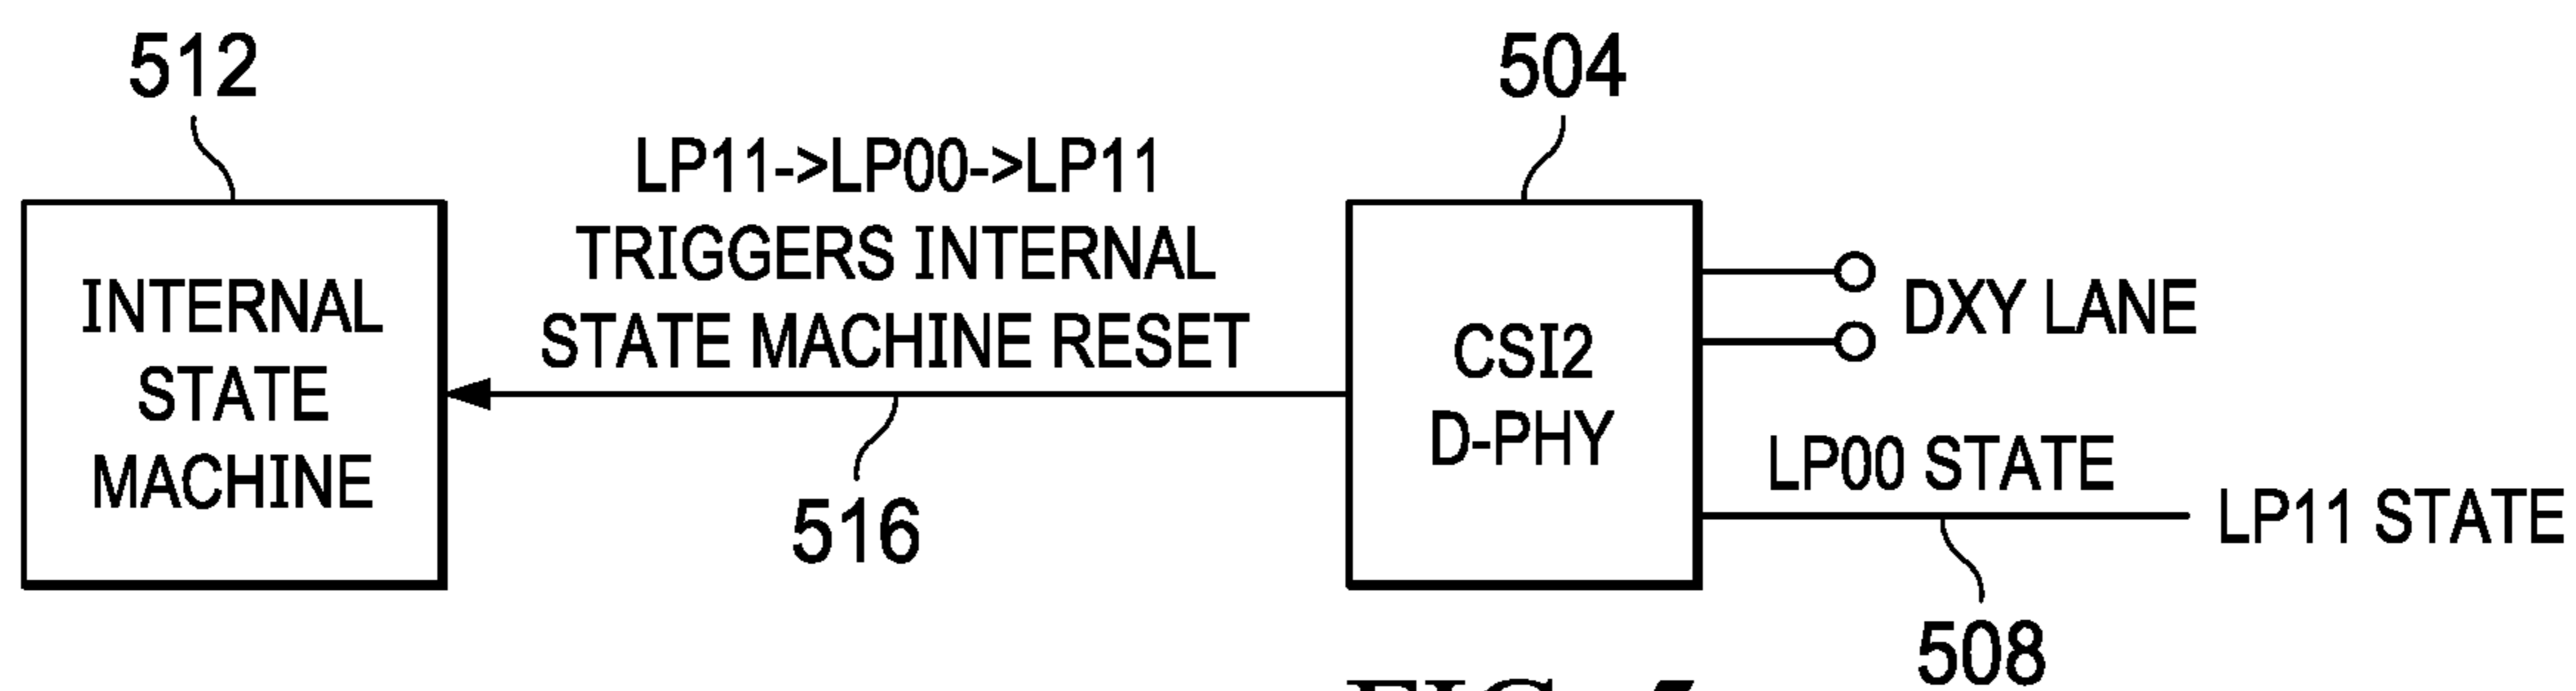 512
504
LP11->LP00->LP11
TRIGGERS INTERNAL
STATE MACHINE RESET
INTERNAL
STATE
MACHINE
CSI2
D-PHY
DXY LANE
LP00 STATE
LP11 STATE
516
508